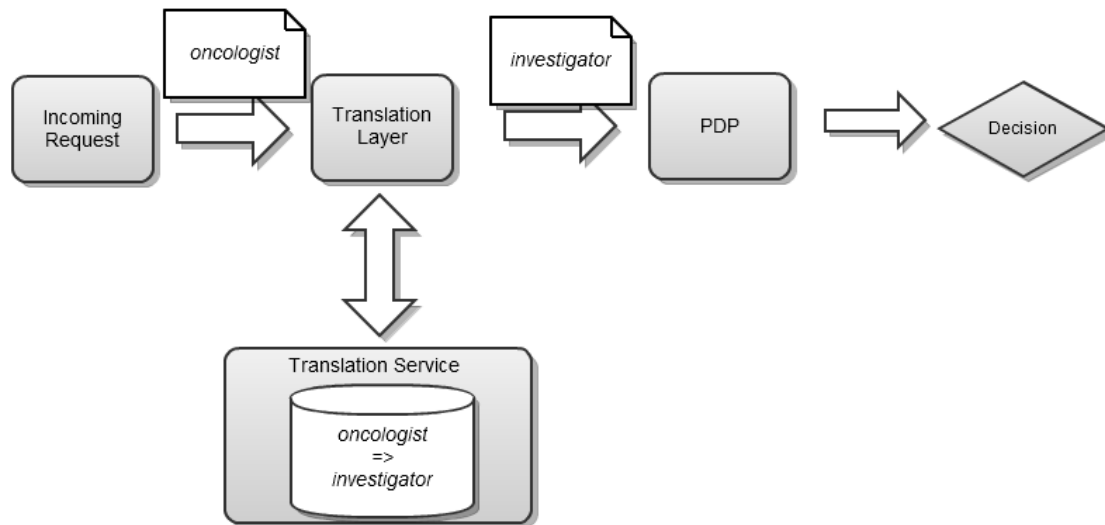 oncologist
investigator
Incoming
Request
Translation
Layer
PDP
Decision
Translation Service
oncologist
=>
investigator